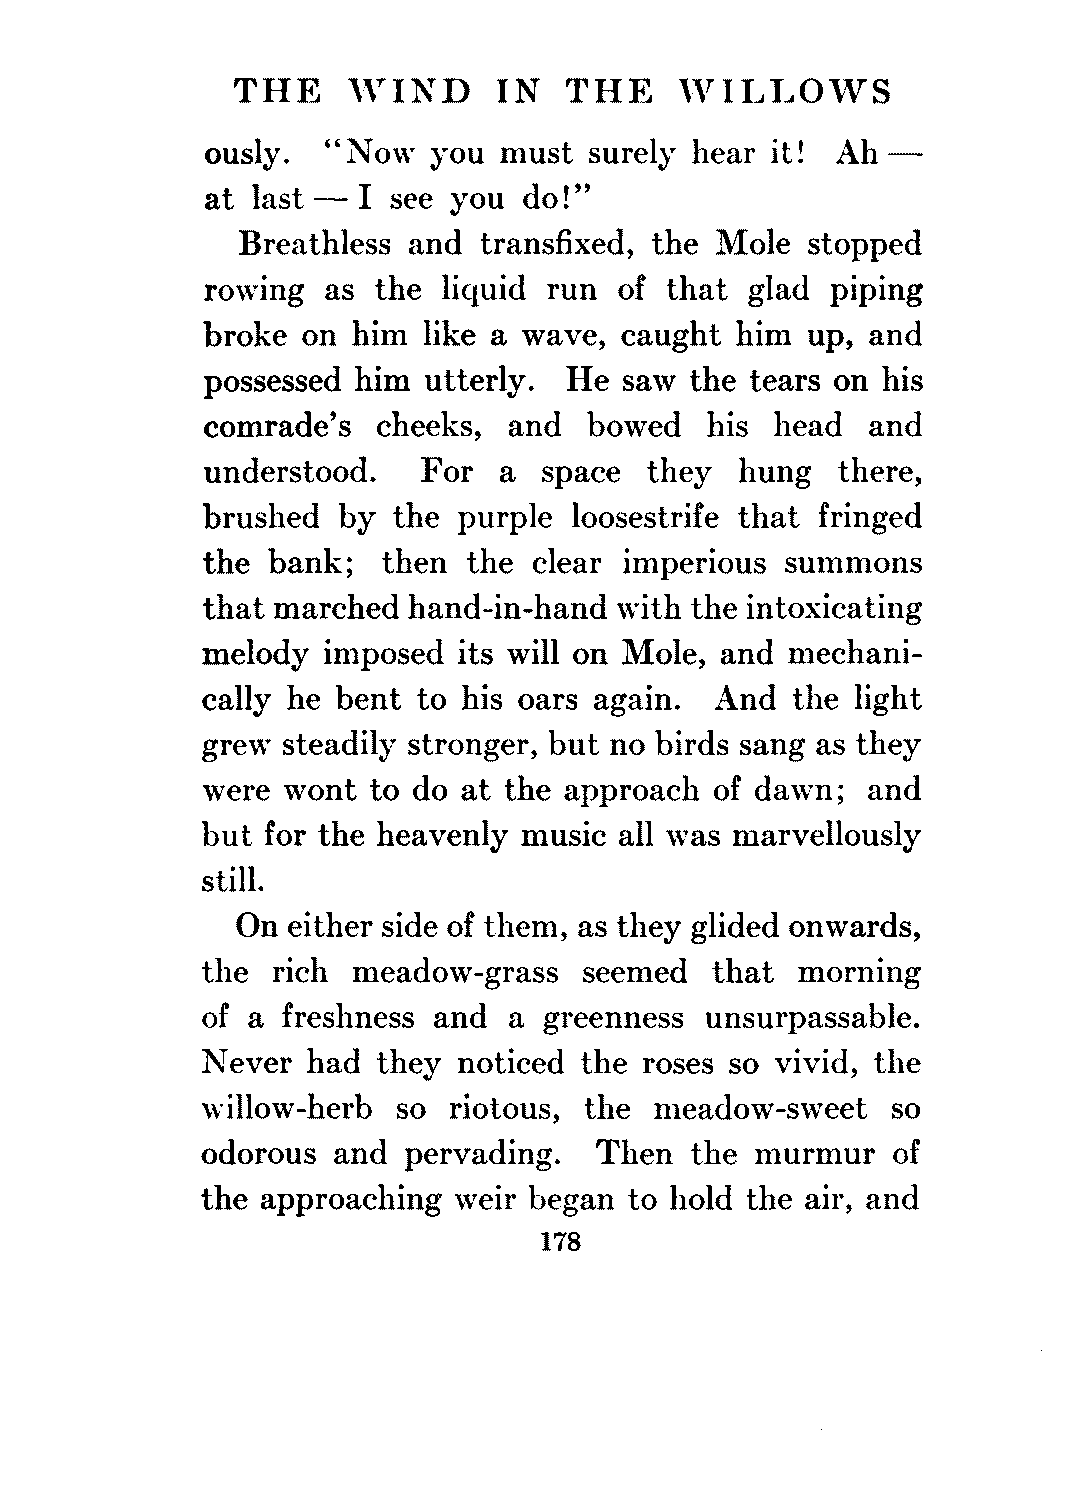 THE WIND IN THE WILLOWS
ously. "Now you must surely hear it! Ah —
at last — I see you do!"
Breathless and transfixed, the Mole stopped
rowing as the liquid run of that glad piping
broke on him like a wave, caught him up, and
possessed him utterly. He saw the tears on his
comrade's cheeks, and bowed his head and
understood. For a space they hung there,
brushed by the purple loosestrife that fringed
the bank; then the clear imperious summons
that marched hand-in-hand with the intoxicating
melody imposed its will on Mole, and mechani-
cally he bent to his oars again. And the light
grew steadily stronger, but no birds sang as they
were wont to do at the approach of dawn; and
but for the heavenly music all was marvellously
still.
On either side of them, as they glided onwards,
the rich meadow-grass seemed that morning
of a freshness and a greenness unsurpassable.
Never had they noticed the roses so vivid, the
willow-herb so riotous, the meadow-sweet so
odorous and pervading. Then the murmur of
the approaching weir began to hold the air, and
178